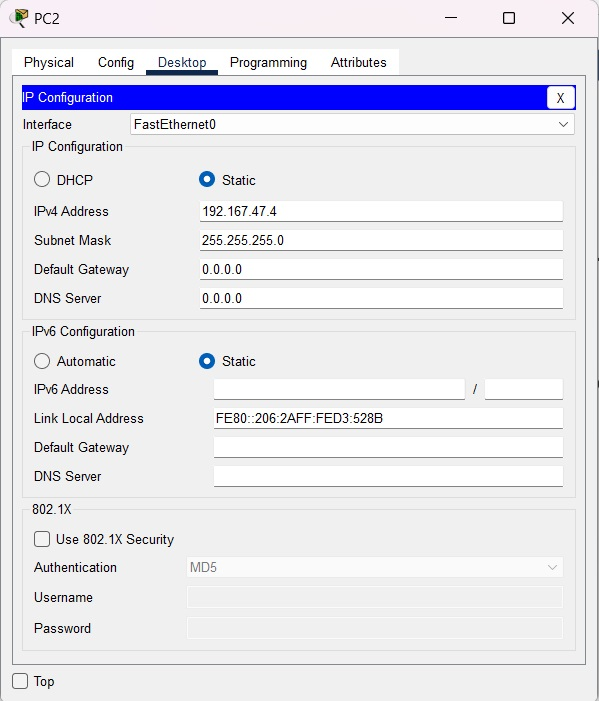 PC2
Physical Config Desktop Programming Attributes
IP Configuration X
Interface FastEthernet0
IP Configuration
DHCP Static
IPv4 Address 192.167.47.4
Subnet Mask 255.255.255.0
Default Gateway 0.0.0.0
DNS Server 0.0.0.0
IPv6 Configuration
Automatic Static
IPv6 Address /
Link Local Address FE80::206:2AFF:FED3:528B
Default Gateway
DNS Server
802.1X
Use 802.1X Security
Authentication MD5
Username
Password
Top